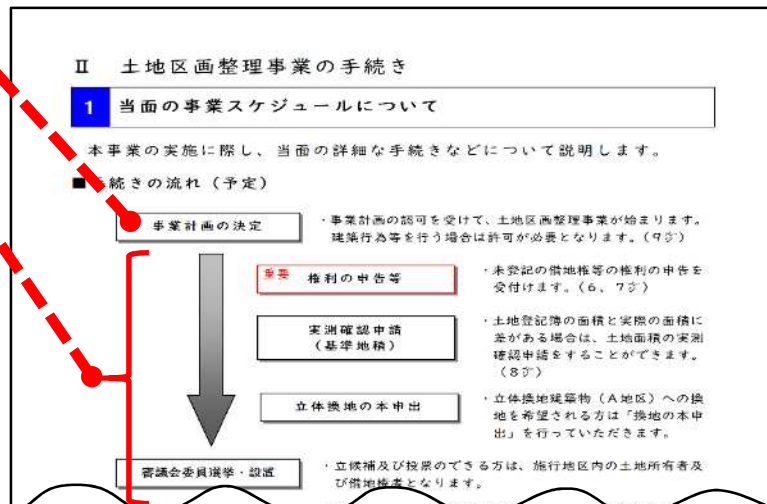 Ⅱ 土地区画整理事業の手続き
1 当面の事業スケジュールについて
本事業の実施に際し、当面の詳細な手続きなどについて説明します。
■手続きの流れ（予定）
事業計画の決定
・事業計画の認可を受けて、土地区画整理事業が始まります。
建築行為等を行う場合は許可が必要となります。（9㌻）
重要 権利の申告等
・未登記の借地権等の権利の申告を
受付けます。（6、7㌻）
実測確認申請
（基準地積）
・土地登記簿の面積と実際の面積に
差がある場合は、土地面積の実測
確認申請をすることができます。
（8㌻）
立体換地の本申出
・立体換地建築物（A地区）への換
地を希望される方は「換地の本申
出」を行っていただきます。
審議会委員選挙・設置
・立候補及び投票のできる方は、施行地区内の土地所有者及
び借地権者となります。